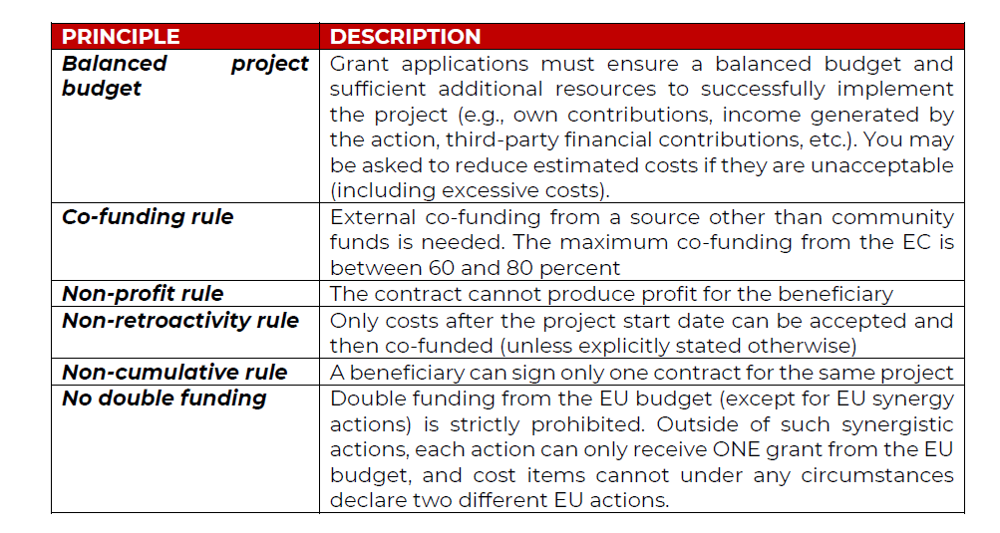 PRINCIPLE DESCRIPTION
Balanced project
budget
Grant applications must ensure a balanced budget and
sufficient additional resources to successfully implement
the project (e.g., own contributions, income generated by
the action, third-party financial contributions, etc.). You may
be asked to reduce estimated costs if they are unacceptable
(including excessive costs).
Co-funding rule
External co-funding from a source other than community
funds is needed. The maximum co-funding from the EC is
between 60 and 80 percent
Non-profit rule
The contract cannot produce profit for the beneficiary
Non-retroactivity rule
Only costs after the project start date can be accepted and
then co-funded (unless explicitly stated otherwise)
Non-cumulative rule
A beneficiary can sign only one contract for the same project
No double funding
Double funding from the EU budget (except for EU synergy
actions) is strictly prohibited. Outside of such synergistic
actions, each action can only receive ONE grant from the EU
budget, and cost items cannot under any circumstances
declare two different EU actions.